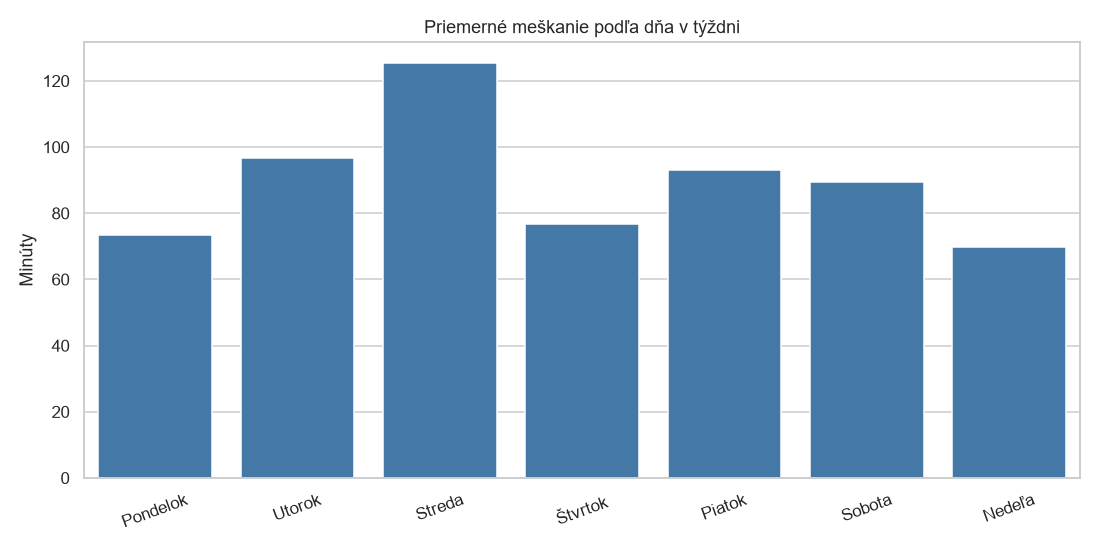 Priemerné meškanie podľa dňa v týždni
Minúty
120
100
80
60
40
20
0
Pondelok
Utorok
Streda
Štvrtok
Piatok
Sobota
Nedeľa